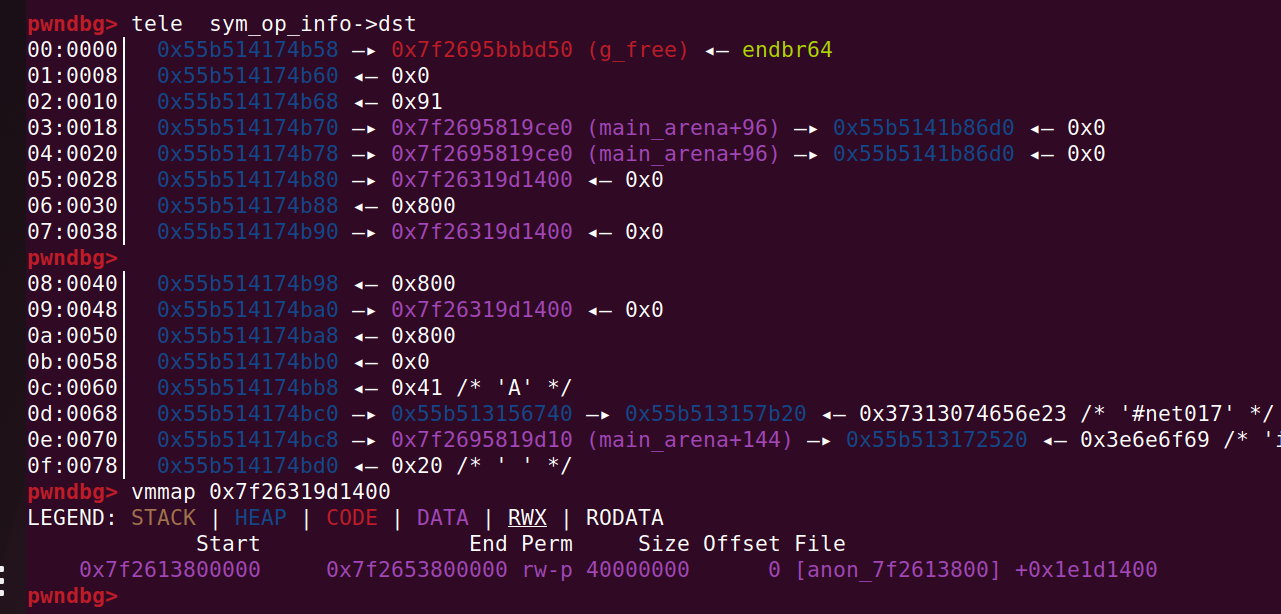 pwndbg> tele  sym_op_info->dst
00:0000│  0x55b514174b58 —▸ 0x7f2695bbbd50 (g_free) ◂— endbr64
01:0008│  0x55b514174b60 ◂— 0x0
02:0010│  0x55b514174b68 ◂— 0x91
03:0018│  0x55b514174b70 —▸ 0x7f2695819ce0 (main_arena+96) —▸ 0x55b5141b86d0 ◂— 0x0
04:0020│  0x55b514174b78 —▸ 0x7f2695819ce0 (main_arena+96) —▸ 0x55b5141b86d0 ◂— 0x0
05:0028│  0x55b514174b80 —▸ 0x7f26319d1400 ◂— 0x0
06:0030│  0x55b514174b88 ◂— 0x800
07:0038│  0x55b514174b90 —▸ 0x7f26319d1400 ◂— 0x0
pwndbg>
08:0040│  0x55b514174b98 ◂— 0x800
09:0048│  0x55b514174ba0 —▸ 0x7f26319d1400 ◂— 0x0
0a:0050│  0x55b514174ba8 ◂— 0x800
0b:0058│  0x55b514174bb0 ◂— 0x0
0c:0060│  0x55b514174bb8 ◂— 0x41 /* 'A' */
0d:0068│  0x55b514174bc0 —▸ 0x55b513156740 —▸ 0x55b513157b20 ◂— 0x37313074656e23 /* '#net017' */
0e:0070│  0x55b514174bc8 —▸ 0x7f2695819d10 (main_arena+144) —▸ 0x55b513172520 ◂— 0x3e6e6f69 /* 'i
0f:0078│  0x55b514174bd0 ◂— 0x20 /* ' ' */
pwndbg> vmmap 0x7f26319d1400
LEGEND: STACK | HEAP | CODE | DATA | RWX | RODATA
Start End Perm Size Offset File
0x7f2613800000 0x7f2653800000 rw-p 40000000 0 [anon_7f2613800] +0x1e1d1400
pwndbg>